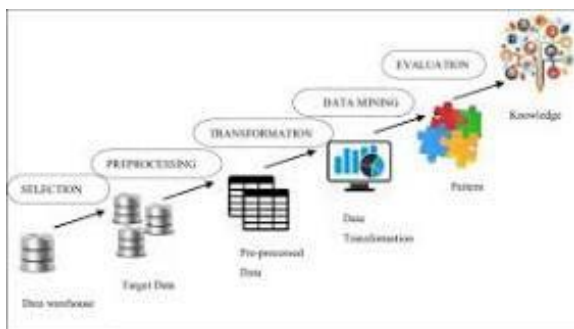 EVALUATION
Knowledge
DATA MINING
Pattern
TRANSFORMATION
Data
Transformation
PREPROCESSING
Pre-processed
Data
SELECTION
Target Data
Data warehouse